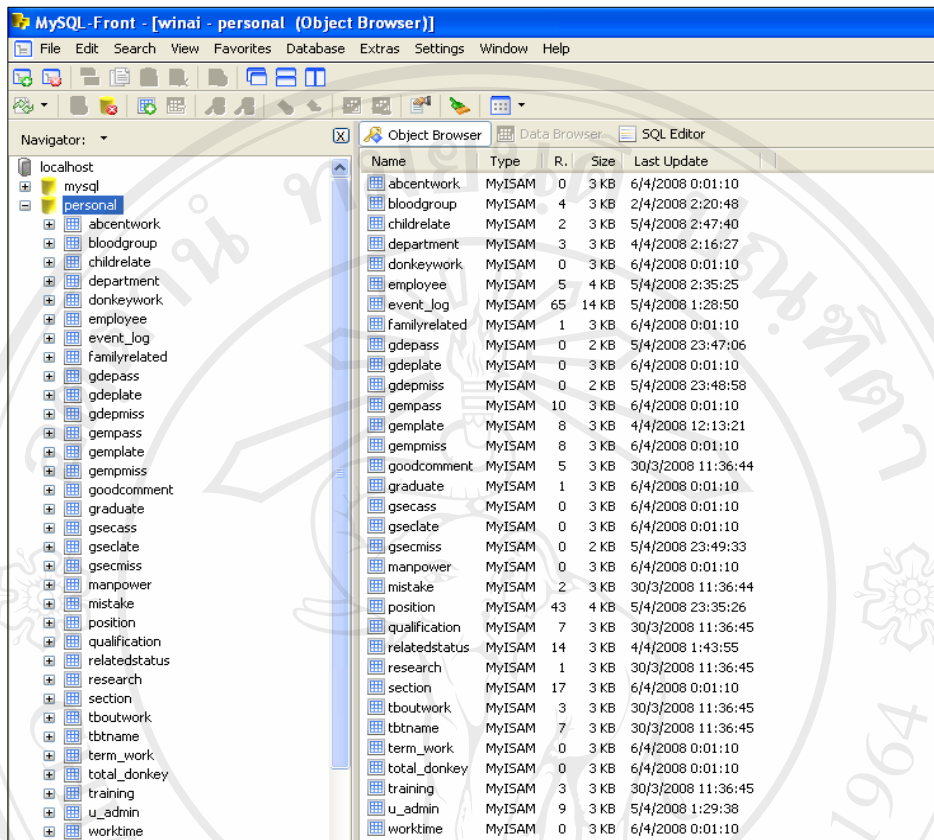 MySQL-Front - [winai - personal (Object Browser)]
File Edit Search View Favorites Database Extras Settings Window Help
Navigator:
Object Browser Data Browser SQL Editor
localhost
mysql
personal
abcentwork
bloodgroup
childrelate
department
donkeywork
employee
event_log
familyrelated
gdepass
gdeplate
gdepmiss
gempass
gemplate
gempmiss
goodcomment
graduate
gsecass
gseclate
gsecmiss
manpower
mistake
position
qualification
relatedstatus
research
section
tboutwork
tbtname
term_work
total_donkey
training
u_admin
worktime
Name Type R. Size Last Update
abcentwork MyISAM 0 3 KB 6/4/2008 0:01:10
bloodgroup MyISAM 4 3 KB 2/4/2008 2:20:48
childrelate MyISAM 2 3 KB 5/4/2008 2:47:40
department MyISAM 3 3 KB 4/4/2008 2:16:27
donkeywork MyISAM 0 3 KB 6/4/2008 0:01:10
employee MyISAM 5 4 KB 5/4/2008 2:35:25
event_log MyISAM 65 14 KB 5/4/2008 1:28:50
familyrelated MyISAM 1 3 KB 6/4/2008 0:01:10
gdepass MyISAM 0 2 KB 5/4/2008 23:47:06
gdeplate MyISAM 0 3 KB 6/4/2008 0:01:10
gdepmiss MyISAM 0 2 KB 5/4/2008 23:48:58
gempass MyISAM 10 3 KB 6/4/2008 0:01:10
gemplate MyISAM 8 3 KB 4/4/2008 12:13:21
gempmiss MyISAM 8 3 KB 6/4/2008 0:01:10
goodcomment MyISAM 5 3 KB 30/3/2008 11:36:44
graduate MyISAM 1 3 KB 6/4/2008 0:01:10
gsecass MyISAM 0 3 KB 6/4/2008 0:01:10
gseclate MyISAM 0 3 KB 6/4/2008 0:01:10
gsecmiss MyISAM 0 2 KB 5/4/2008 23:49:33
manpower MyISAM 0 3 KB 6/4/2008 0:01:10
mistake MyISAM 2 3 KB 30/3/2008 11:36:44
position MyISAM 43 4 KB 5/4/2008 23:35:26
qualification MyISAM 7 3 KB 30/3/2008 11:36:45
relatedstatus MyISAM 14 3 KB 4/4/2008 1:43:55
research MyISAM 1 3 KB 30/3/2008 11:36:45
section MyISAM 17 3 KB 6/4/2008 0:01:10
tboutwork MyISAM 3 3 KB 30/3/2008 11:36:45
tbtname MyISAM 7 3 KB 30/3/2008 11:36:45
term_work MyISAM 0 3 KB 6/4/2008 0:01:10
total_donkey MyISAM 0 3 KB 6/4/2008 0:01:10
training MyISAM 3 3 KB 30/3/2008 11:36:45
u_admin MyISAM 9 3 KB 5/4/2008 1:29:38
worktime MyISAM 0 3 KB 6/4/2008 0:01:10
1964